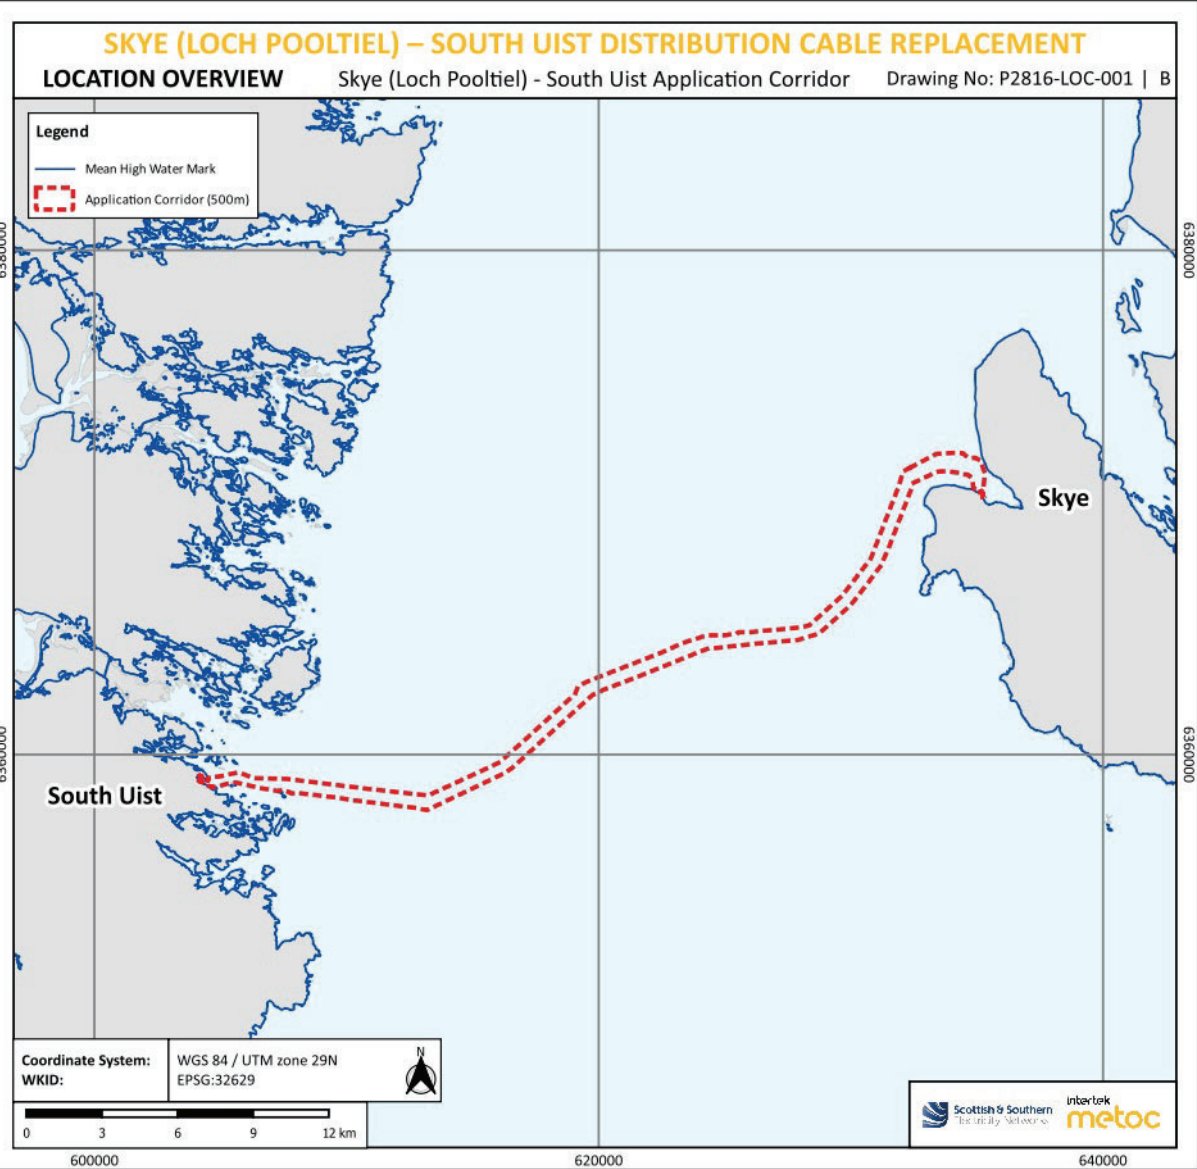 SKYE (LOCH POOLTIEL) – SOUTH UIST DISTRIBUTION CABLE REPLACEMENT
LOCATION OVERVIEW Skye (Loch Pooltiel) - South Uist Application Corridor Drawing No: P2816-LOC-001 | B
Legend
Mean High Water Mark
Application Corridor (500m)
6380000
6380000
Skye
6360000
6360000
South Uist
N
Coordinate System: WGS 84 / UTM zone 29N
WKID: EPSG:32629
0 3 6 9 12 km
Scottish & Southern
Electricity Networks
intertek
metoc
600000 620000 640000